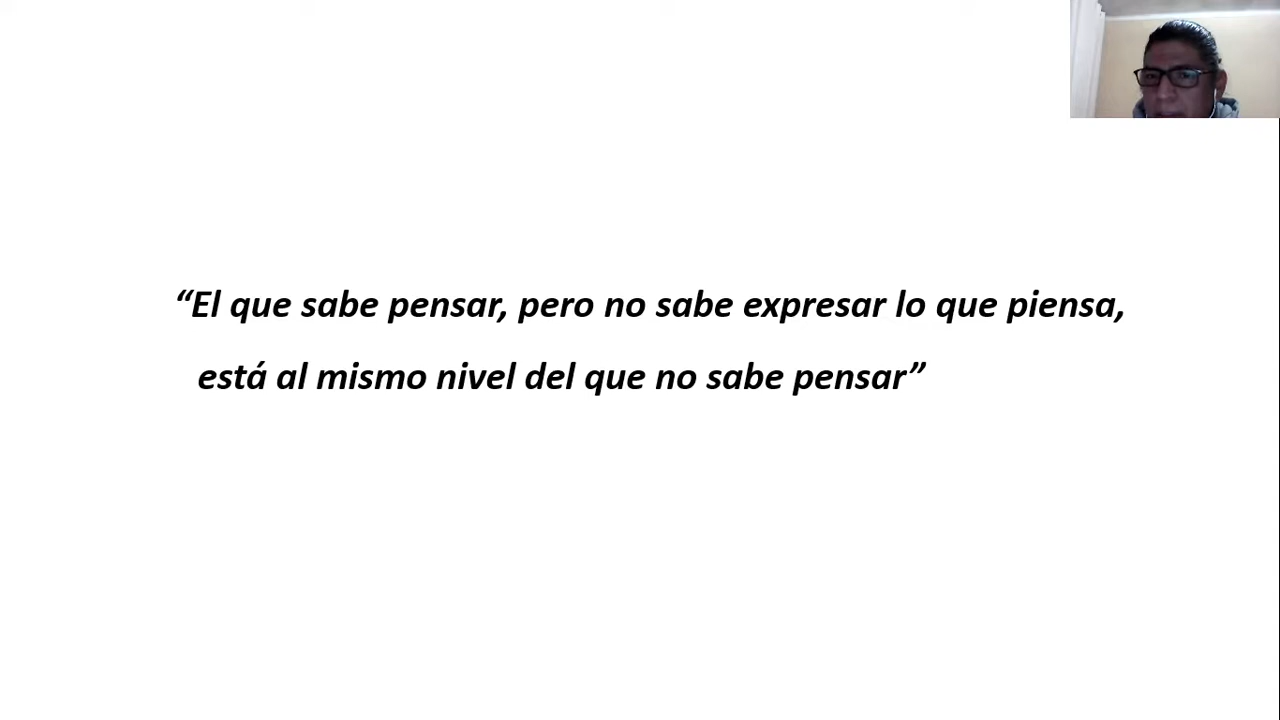 “El que sabe pensar, pero no sabe expresar lo que piensa,
está al mismo nivel del que no sabe pensar”